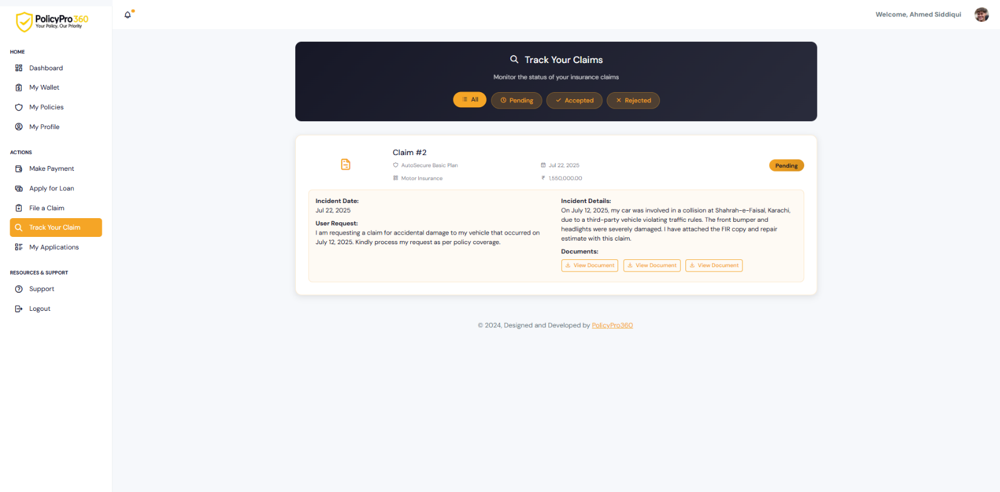 PolicyPro360
Your Policy. Our Priority
Welcome, Ahmed Siddiqui
HOME
Dashboard
My Wallet
My Policies
My Profile
ACTIONS
Make Payment
Apply for Loan
File a Claim
Track Your Claim
My Applications
RESOURCES & SUPPORT
Support
Logout
Track Your Claims
Monitor the status of your insurance claims
All
Pending
Accepted
Rejected
Claim #2
AutoSecure Basic Plan
Jul 22, 2025
Motor Insurance
₹ 1,550,000.00
Pending
Incident Date:
Jul 22, 2025
User Request:
I am requesting a claim for accidental damage to my vehicle that occurred on
July 12, 2025. Kindly process my request as per policy coverage.
Incident Details:
On July 12, 2025, my car was involved in a collision at Shahrah-e-Faisal, Karachi,
due to a third-party vehicle violating traffic rules. The front bumper and
headlights were severely damaged. I have attached the FIR copy and repair
estimate with this claim.
Documents:
View Document
View Document
View Document
© 2024, Designed and Developed by PolicyPro360